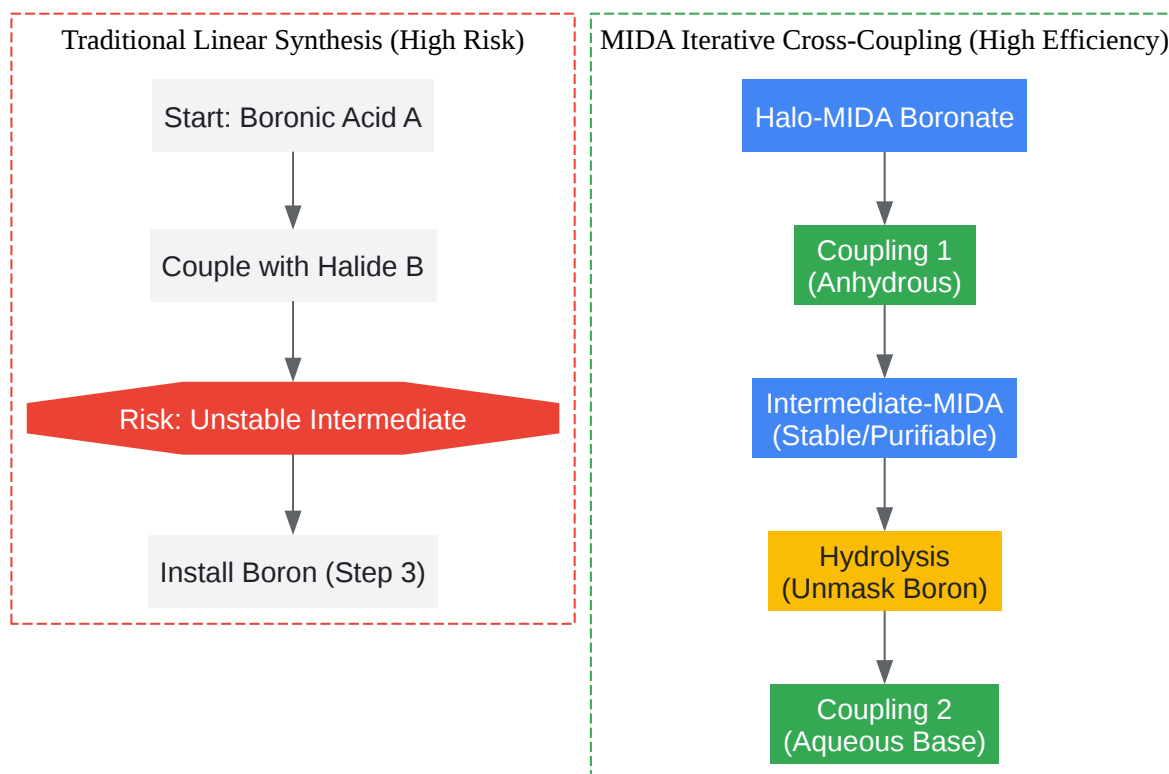 Traditional Linear Synthesis (High Risk)
Start: Boronic Acid A
Couple with Halide B
Risk: Unstable Intermediate
Install Boron (Step 3)
MIDA Iterative Cross-Coupling (High Efficiency)
Halo-MIDA Boronate
Coupling 1
(Anhydrous)
Intermediate-MIDA
(Stable/Purifiable)
Hydrolysis
(Unmask Boron)
Coupling 2
(Aqueous Base)